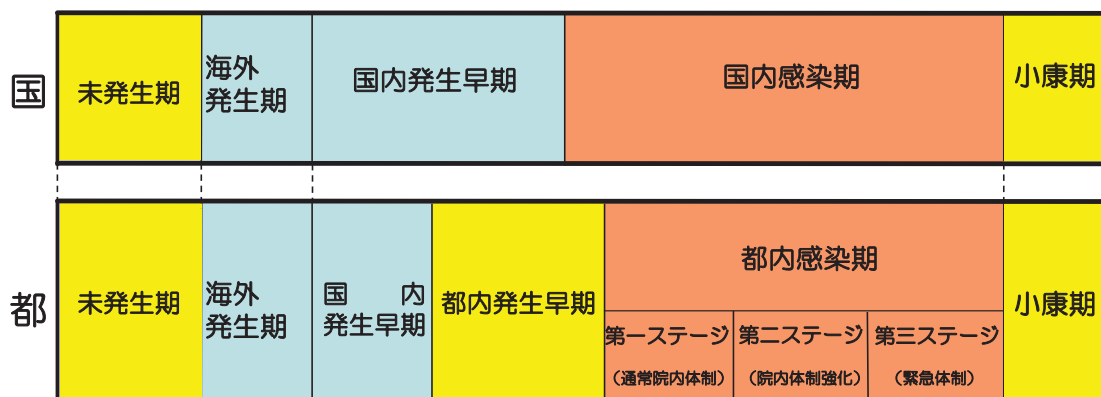 国
未発生期
海外
発生期
国内発生早期
国内感染期
小康期
都
未発生期
海外
発生期
国　内
発生早期
都内発生早期
都内感染期
第一ステージ
（通常院内体制）
第二ステージ
（院内体制強化）
第三ステージ
（緊急体制）
小康期